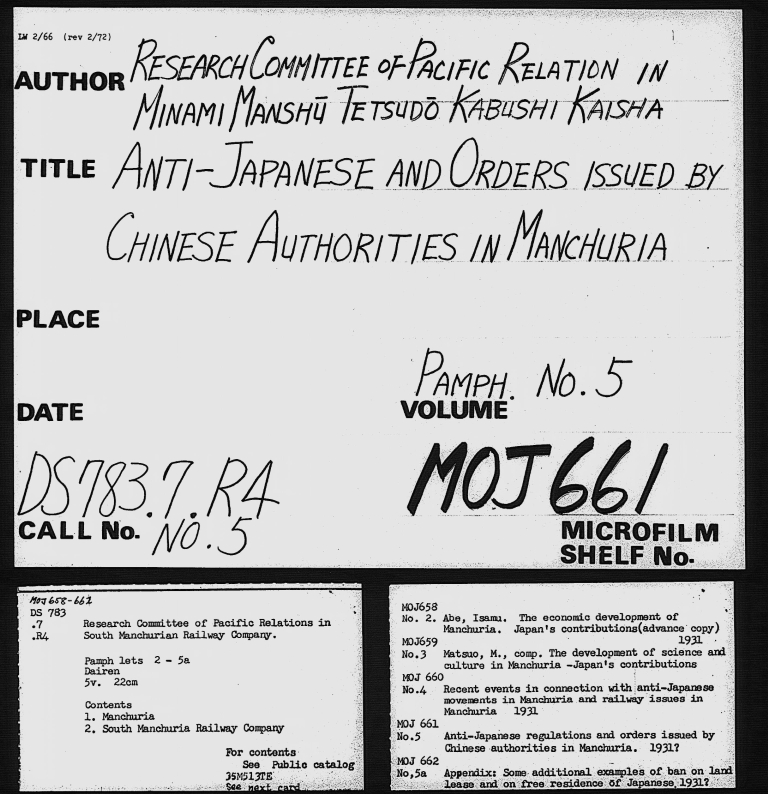 LW 2/66 (rev 2/72)
AUTHOR RESEARCH COMMITTEE OF PACIFIC RELATION IN
MINAMI MANSHŪ TETSUDŌ KABUSHI KAISHA
TITLE ANTI-JAPANESE AND ORDERS ISSUED BY
CHINESE AUTHORITIES IN MANCHURIA
PLACE
PAMPH. NO. 5
DATE
VOLUME
DS783.7.R4
MOJ661
CALL No. NO. 5
MICROFILM
SHELF No.
MOJ 658-662
DS 783
.7 Research Committee of Pacific Relations in
.R4 South Manchurian Railway Company.
Pamph lets 2 - 5a
Dairen
5v. 22cm
Contents
1. Manchuria
2. South Manchuria Railway Company
For contents
See Public catalog
35M513TE
See next card
MOJ658
No. 2. Abe, Isamu. The economic development of
Manchuria. Japan's contributions(advance copy)
MOJ659 1931
No.3 Matsuo, M., comp. The development of science and
culture in Manchuria -Japan's contributions
MOJ 660
No.4 Recent events in connection with anti-Japanese
movements in Manchuria and railway issues in
Manchuria 1931
MOJ 661
No.5 Anti-Japanese regulations and orders issued by
Chinese authorities in Manchuria. 1931?
MOJ 662
No,5a Appendix: Some additional examples of ban on land
lease and on free residence of Japanese 1931?